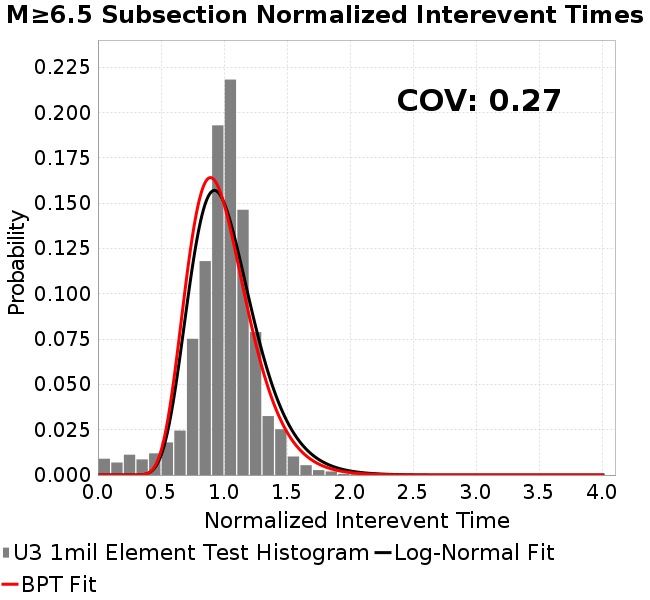 M≥6.5 Subsection Normalized Interevent Times
COV: 0.27
0.225
0.200
0.175
0.150
0.125
0.100
0.075
0.050
0.025
0.000
Probability
0.0 0.5 1.0 1.5 2.0 2.5 3.0 3.5 4.0
Normalized Interevent Time
U3 1mil Element Test Histogram Log-Normal Fit
BPT Fit